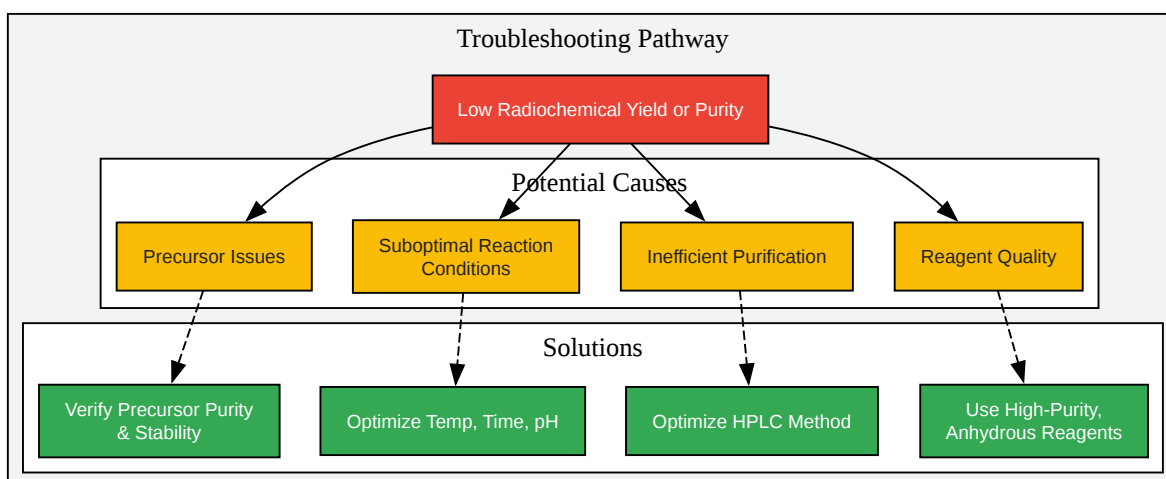 Troubleshooting Pathway
Low Radiochemical Yield or Purity
Potential Causes
Precursor Issues
Suboptimal Reaction
Conditions
Inefficient Purification
Reagent Quality
Solutions
Verify Precursor Purity
& Stability
Optimize Temp, Time, pH
Optimize HPLC Method
Use High-Purity,
Anhydrous Reagents